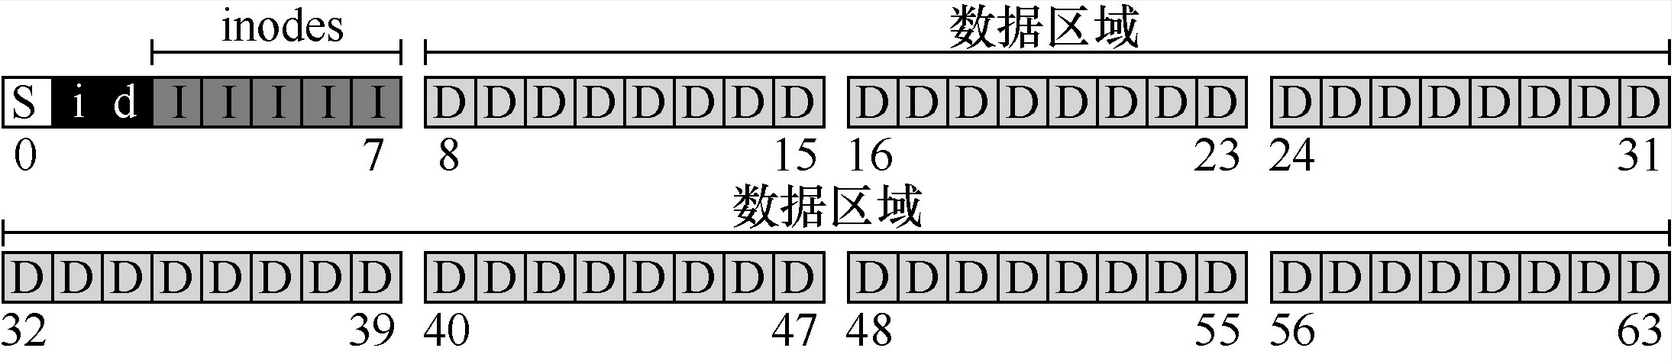 inodes 数据区域
S i d I I I I I D D D D D D D D D D D D D D D D D D D D D D D D
0 7 8 15 16 23 24 31
数据区域
D D D D D D D D D D D D D D D D D D D D D D D D D D D D D D D D
32 39 40 47 48 55 56 63